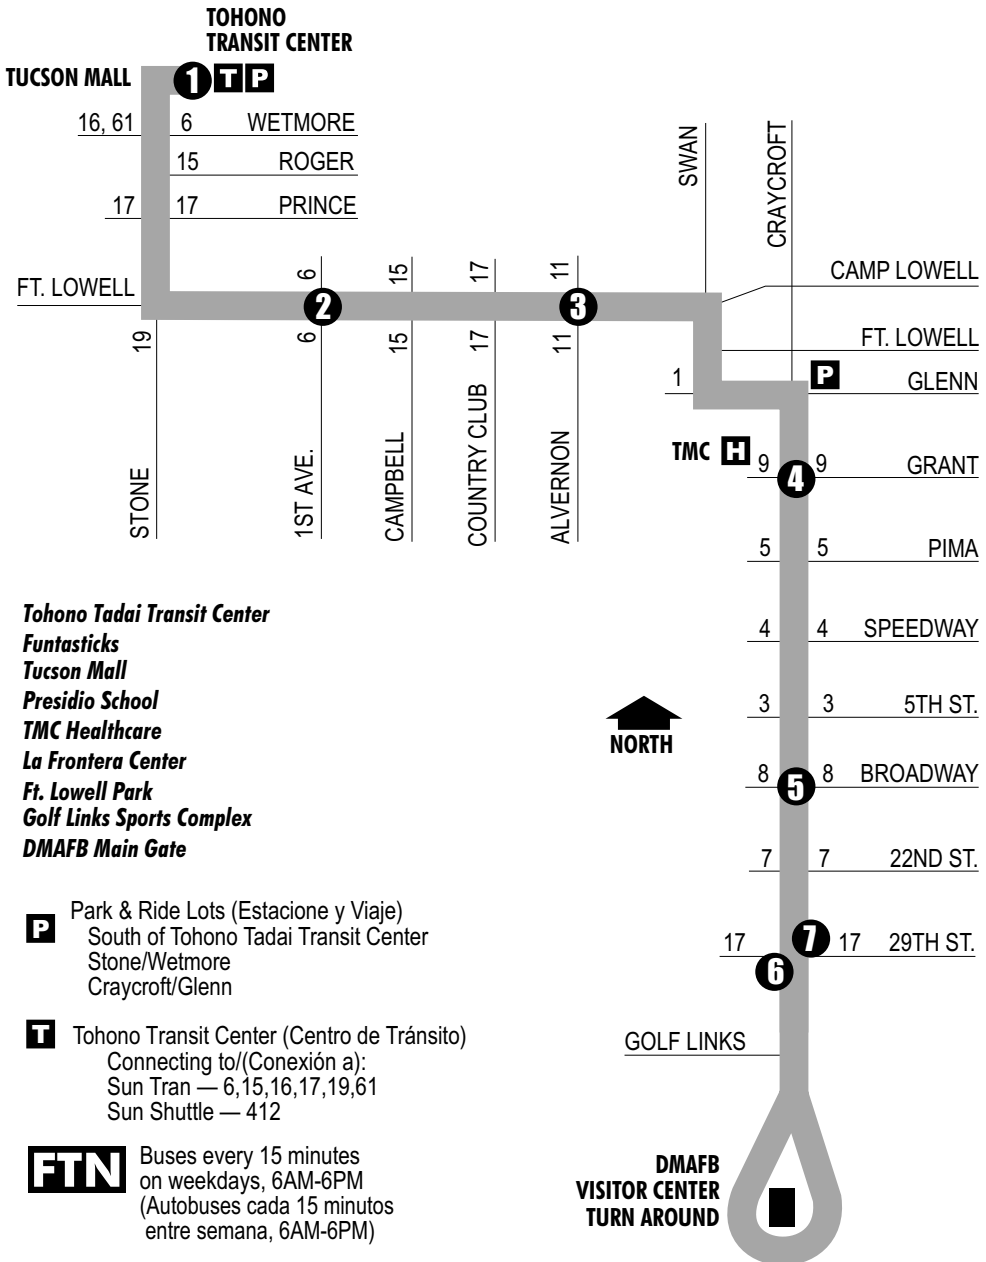 TOHONO
TRANSIT CENTER
TUCSON MALL
1 T P
16, 61 6 WETMORE
15 ROGER
17 17 PRINCE
SWAN
CRAYCROFT
FT. LOWELL
6 15 17 11
2 3
19 6 15 17 11
CAMP LOWELL
FT. LOWELL
1 P GLENN
STONE
1ST AVE.
CAMPBELL
COUNTRY CLUB
ALVERNON
TMC H 9 4 9 GRANT
5 5 PIMA
4 4 SPEEDWAY
3 3 5TH ST.
NORTH
8 5 8 BROADWAY
7 7 22ND ST.
17 6 7 17 29TH ST.
GOLF LINKS
DMAFB
VISITOR CENTER
TURN AROUND
Tohono Tadai Transit Center
Funtasticks
Tucson Mall
Presidio School
TMC Healthcare
La Frontera Center
Ft. Lowell Park
Golf Links Sports Complex
DMAFB Main Gate
P Park & Ride Lots (Estacione y Viaje)
South of Tohono Tadai Transit Center
Stone/Wetmore
Craycroft/Glenn
T Tohono Transit Center (Centro de Tránsito)
Connecting to/(Conexión a):
Sun Tran — 6,15,16,17,19,61
Sun Shuttle — 412
FTN Buses every 15 minutes
on weekdays, 6AM-6PM
(Autobuses cada 15 minutos
entre semana, 6AM-6PM)